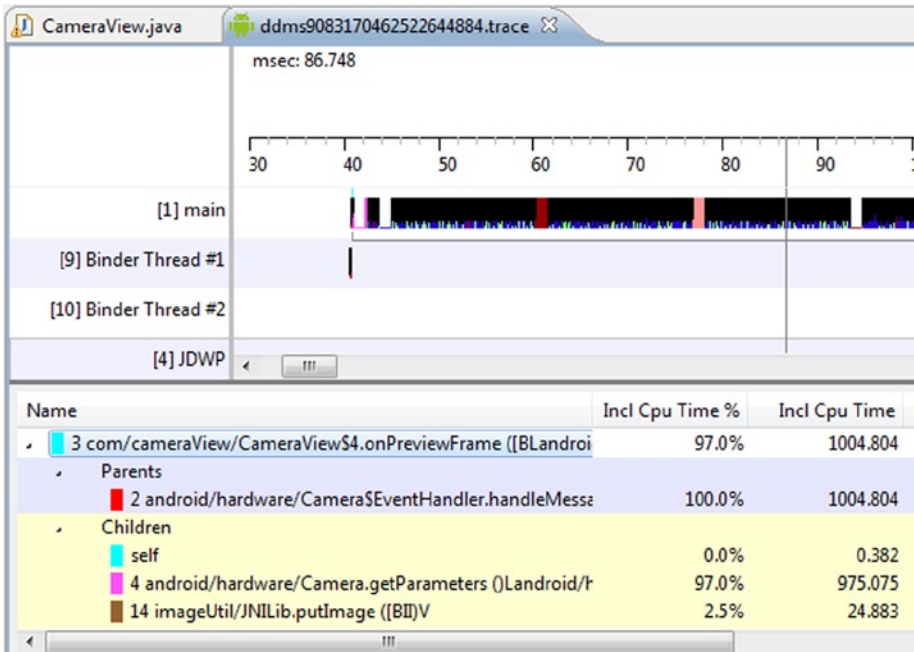 CameraView.java ddms9083170462522644884.trace
msec: 86.748
30 40 50 60 70 80 90
[1] main
[9] Binder Thread #1
[10] Binder Thread #2
[4] JDWP
Name Incl Cpu Time % Incl Cpu Time
3 com/cameraView/CameraView$4.onPreviewFrame ([BLandroi 97.0% 1004.804
Parents
2 android/hardware/Camera$EventHandler.handleMessa 100.0% 1004.804
Children
self 0.0% 0.382
4 android/hardware/Camera.getParameters ()Landroid/h 97.0% 975.075
14 imageUtil/JNILib.putImage ([BII)V 2.5% 24.883